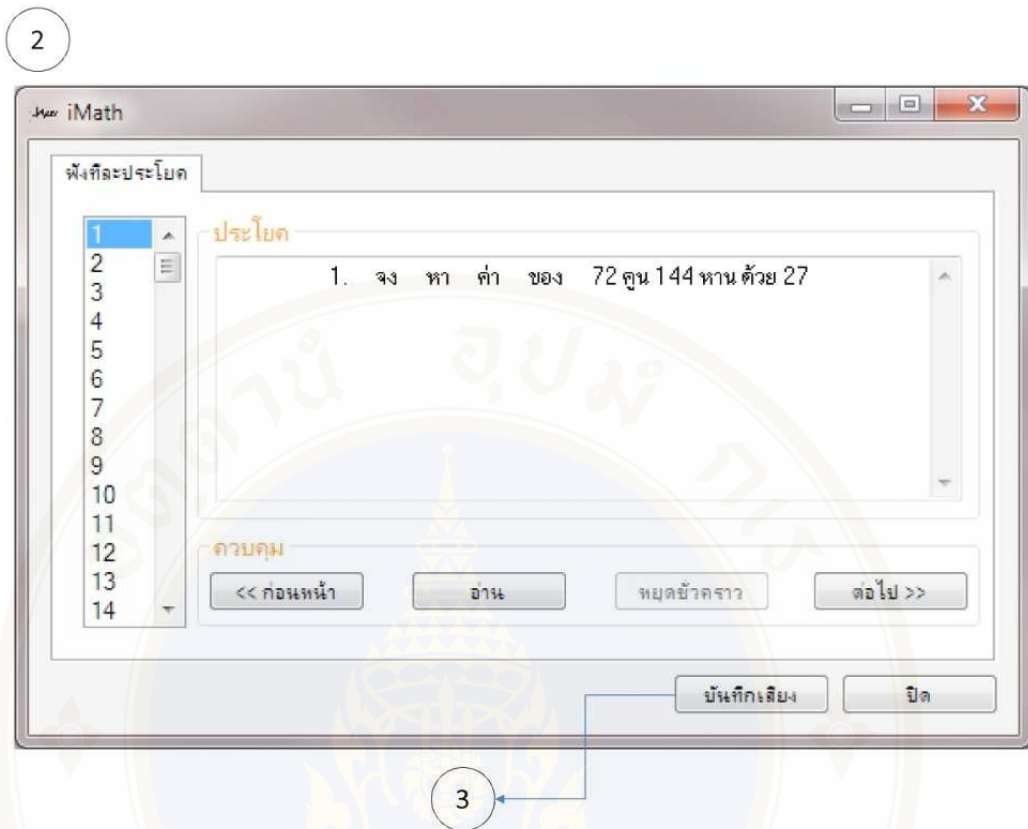 2
iMath
ฟังทีละประโยค
1
2
3
4
5
6
7
8
9
10
11
12
13
14
ประโยค
1. จง หา ค่า ของ 72 คูน 144 หาน ด้วย 27
ควบคุม
<< ก่อนหน้า
อ่าน
หยุดชั่วคราว
ต่อไป >>
บันทึกเสียง
ปิด
3